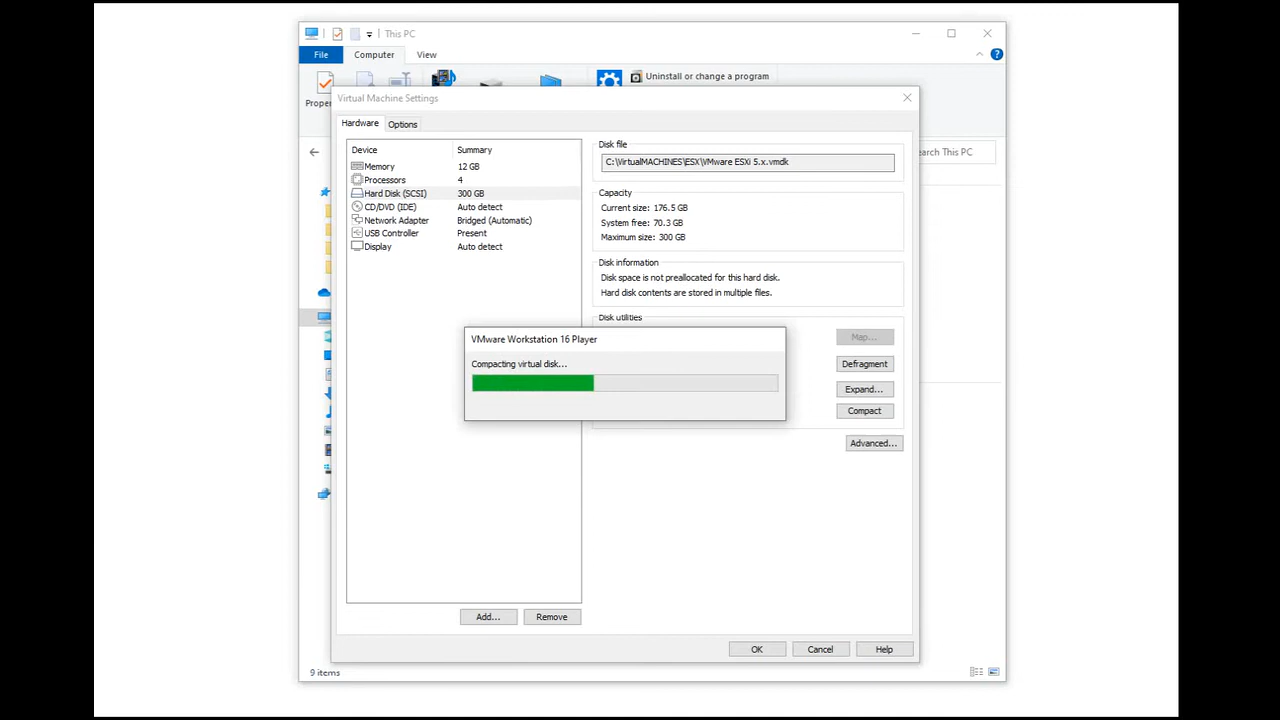 This PC
File Computer View
Uninstall or change a program
Proper
Virtual Machine Settings
Hardware Options
earch This PC
Device Summary
Memory 12 GB
Processors 4
Hard Disk (SCSI) 300 GB
CD/DVD (IDE) Auto detect
Network Adapter Bridged (Automatic)
USB Controller Present
Display Auto detect
Disk file
C:\VirtualMACHINES\ESX\VMware ESXi 5.x.vmdk
Capacity
Current size: 176.5 GB
System free: 70.3 GB
Maximum size: 300 GB
Disk information
Disk space is not preallocated for this hard disk.
Hard disk contents are stored in multiple files.
Disk utilities
Map...
Defragment
Expand...
Compact
Advanced...
VMware Workstation 16 Player
Compacting virtual disk...
Add... Remove
OK Cancel Help
9 items